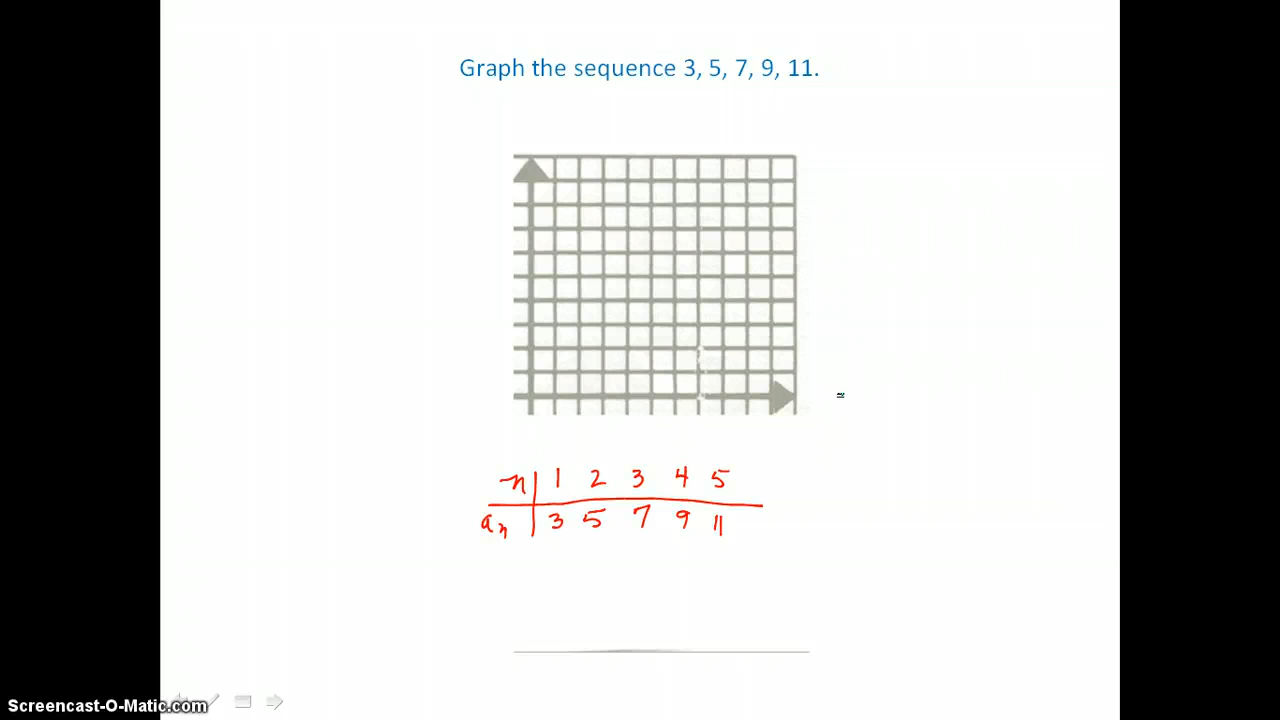 Graph the sequence 3, 5, 7, 9, 11.
n 1 2 3 4 5
aₙ 3 5 7 9 11
Screencast-O-Matic.com